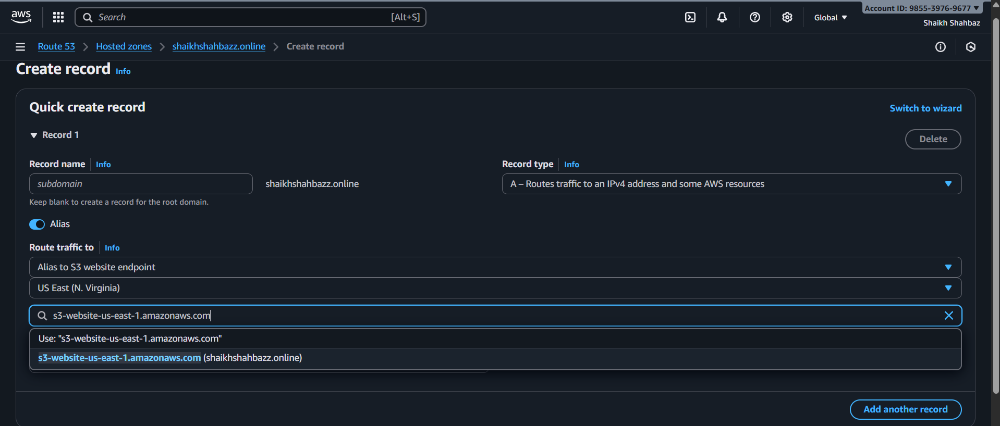 aws
Search
[Alt+S]
Global
Account ID: 9855-3976-9677
Shaikh Shahbaz
Route 53
Hosted zones
shaikhshahbazz.online
Create record
Create record
Info
Quick create record
Switch to wizard
Record 1
Delete
Record name
Info
Record type
Info
subdomain
shaikhshahbazz.online
A – Routes traffic to an IPv4 address and some AWS resources
Keep blank to create a record for the root domain.
Alias
Route traffic to
Info
Alias to S3 website endpoint
US East (N. Virginia)
s3-website-us-east-1.amazonaws.com
Use: "s3-website-us-east-1.amazonaws.com"
s3-website-us-east-1.amazonaws.com (shaikhshahbazz.online)
Add another record